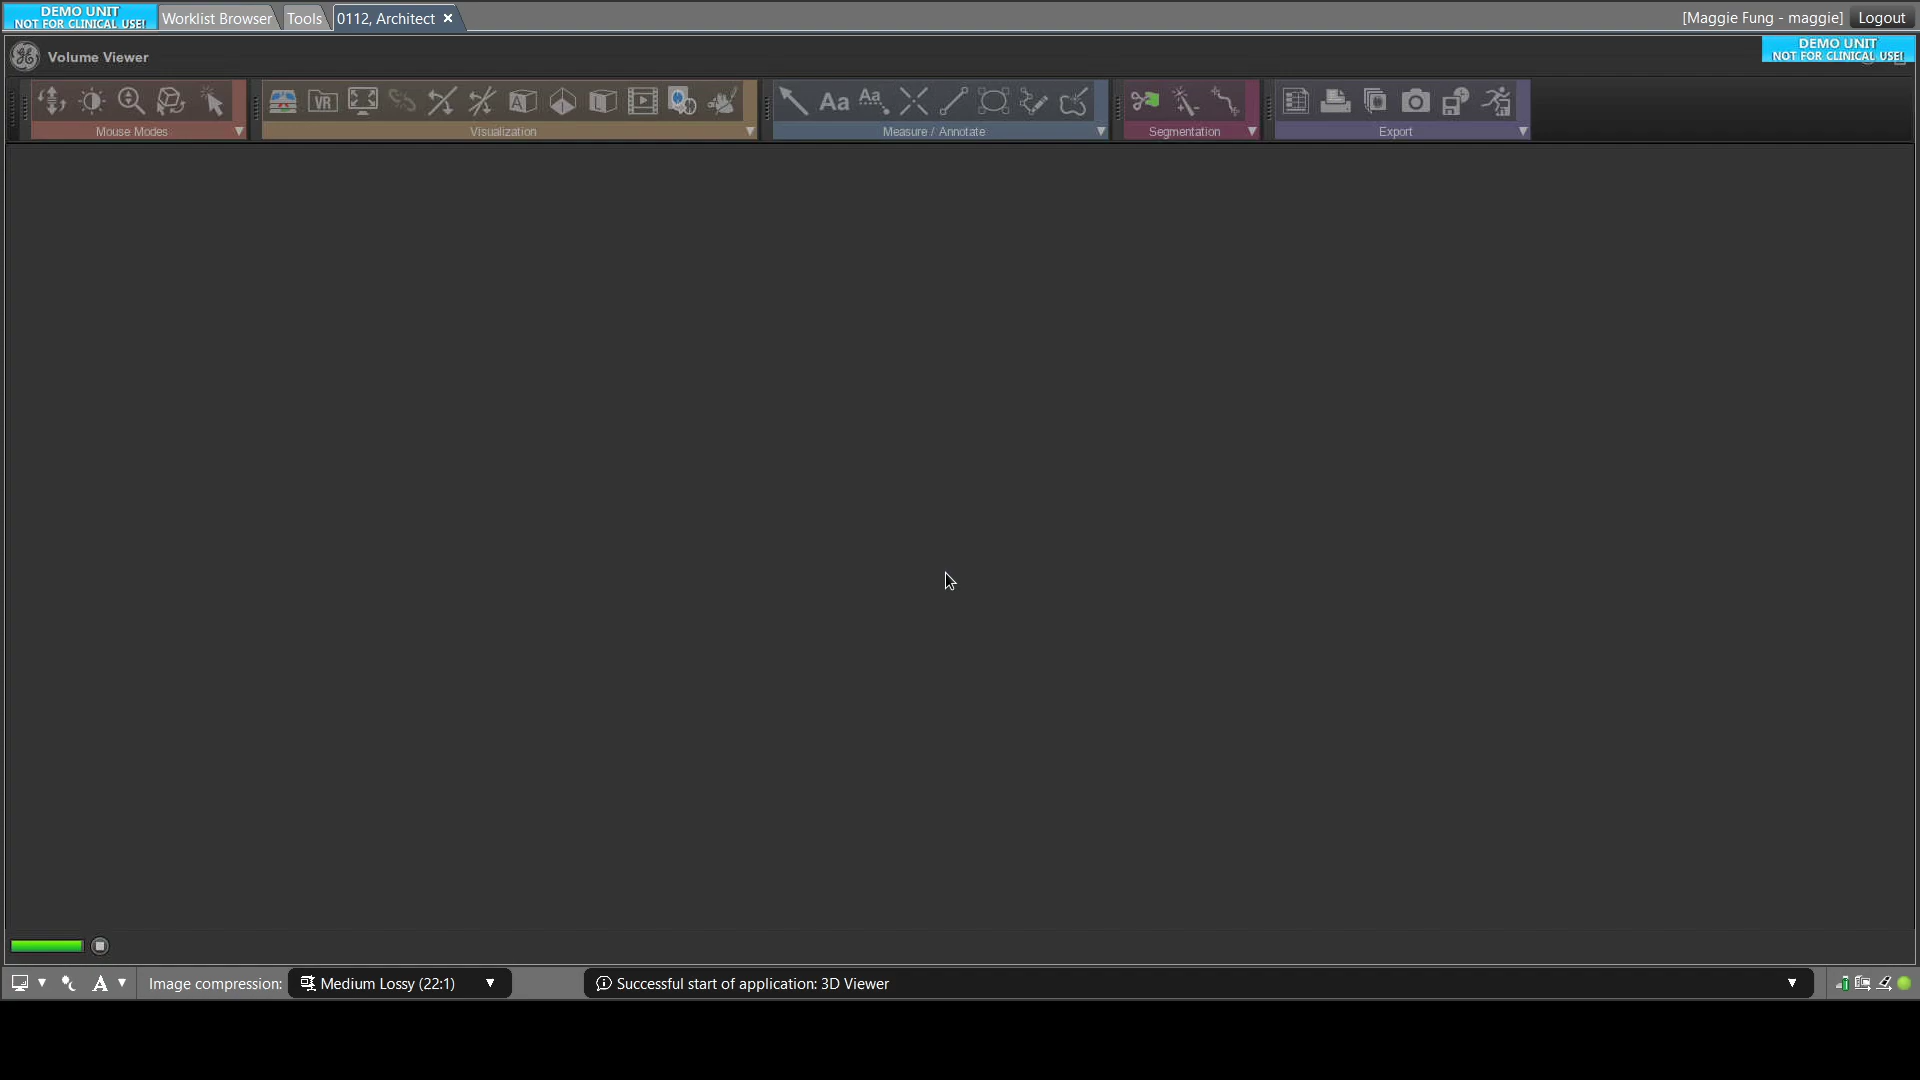 DEMO UNIT
NOT FOR CLINICAL USE!
Worklist Browser
Tools
0112, Architect
[Maggie Fung - maggie]
Logout
Volume Viewer
DEMO UNIT
NOT FOR CLINICAL USE!
VR
A
Aa
Aa
Mouse Modes
Visualization
Measure / Annotate
Segmentation
Export
A
Image compression:
Medium Lossy (22:1)
Successful start of application: 3D Viewer